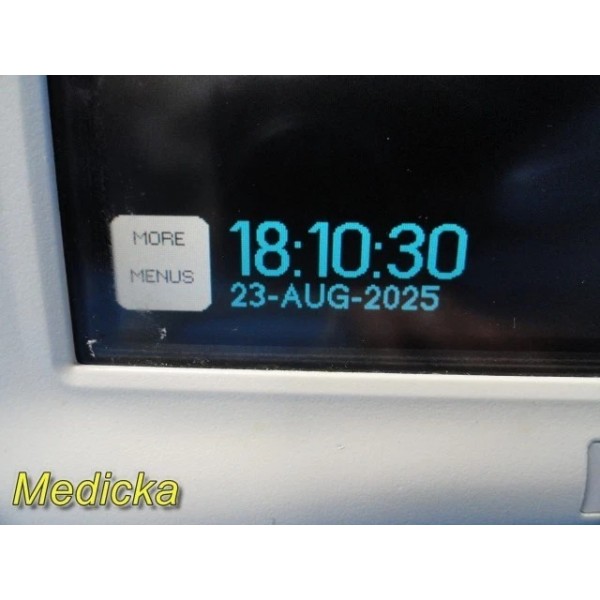 MORE
MENUS
18:10:30
23-AUG-2025
Medicka